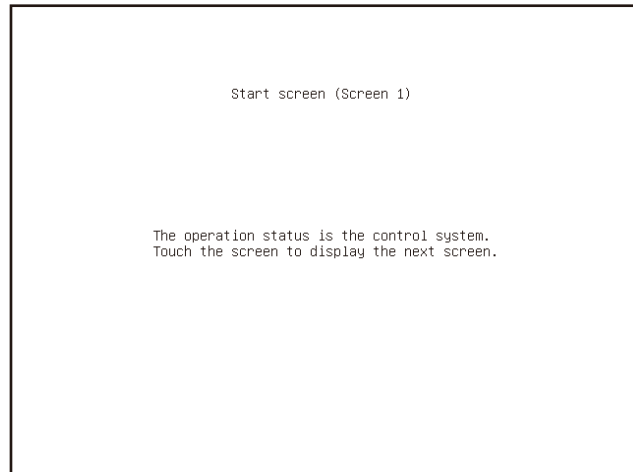 Start screen (Screen 1)
The operation status is the control system.
Touch the screen to display the next screen.